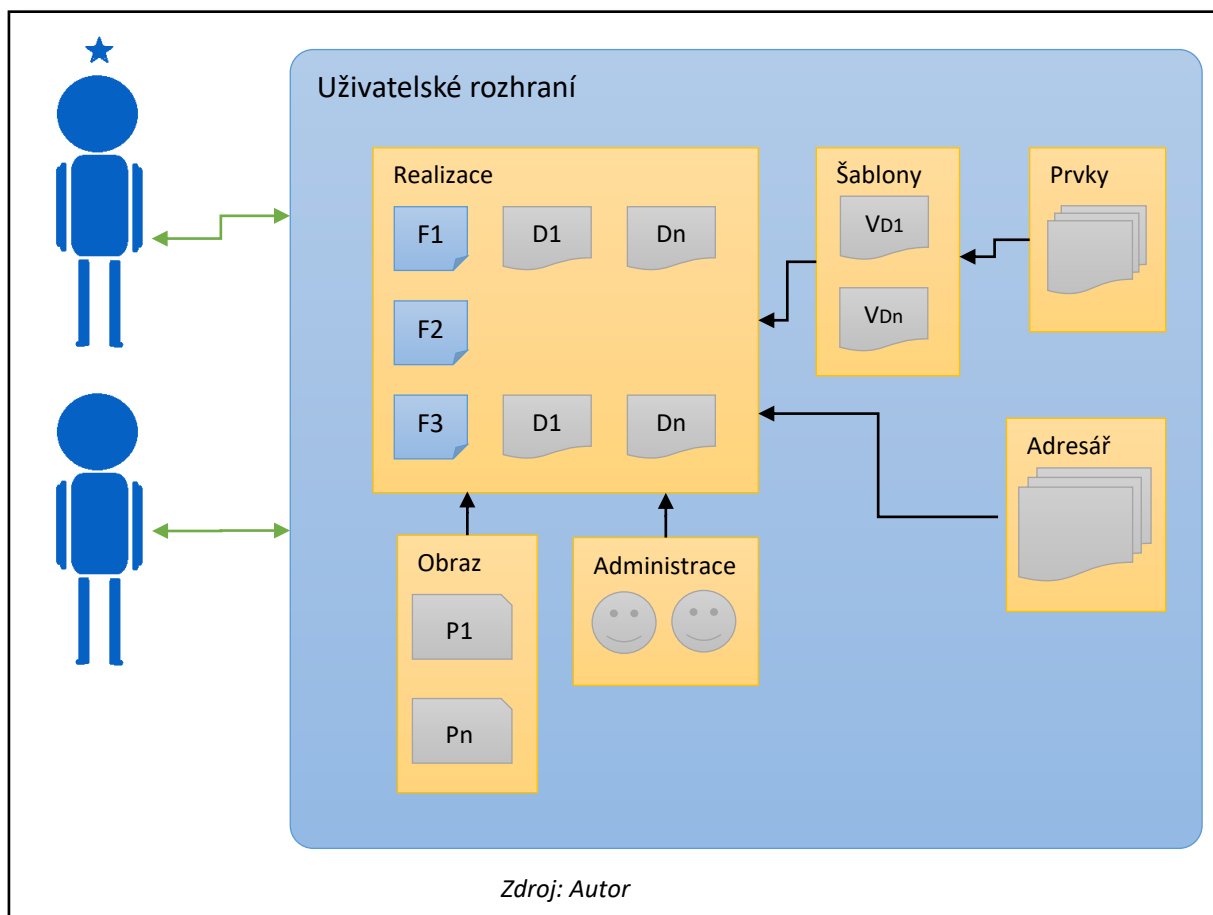 Uživatelské rozhraní
Realizace
F1 D1 Dn
F2
F3 D1 Dn
Šablony
VD1
VDn
Prvky
Adresář
Obraz
P1
Pn
Administrace
Zdroj: Autor